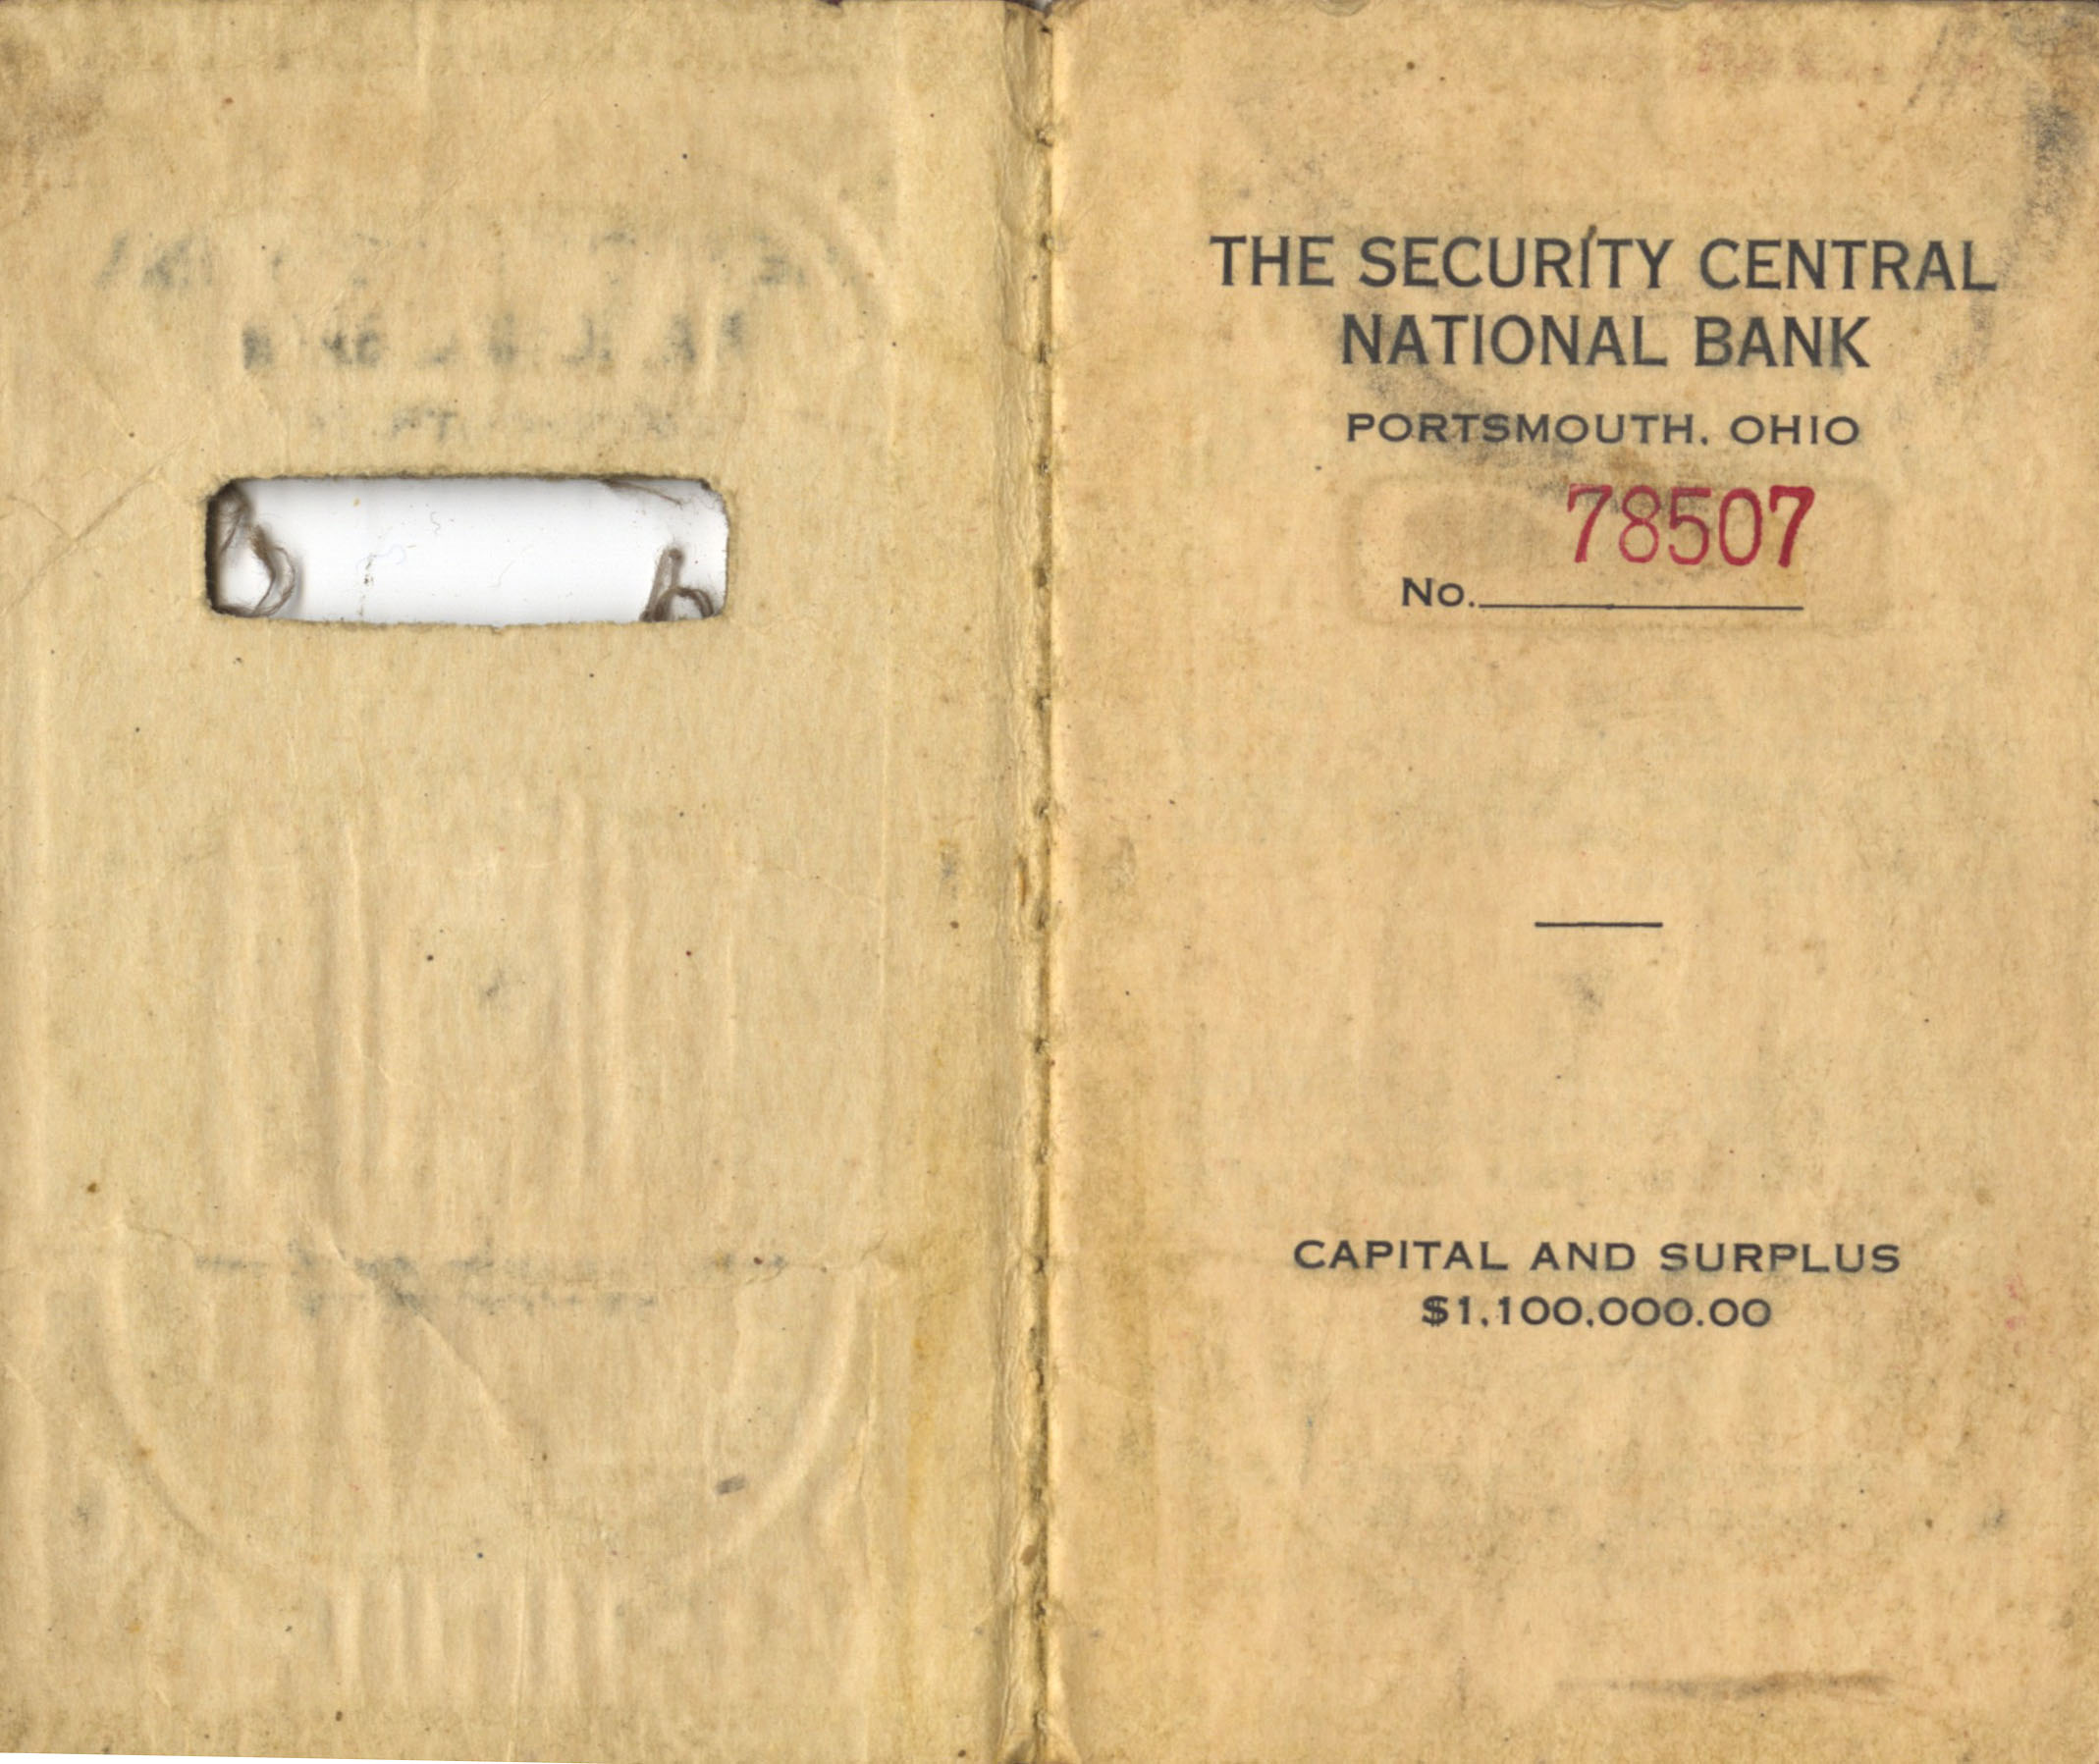 THE SECURITY CENTRAL
NATIONAL BANK
PORTSMOUTH, OHIO
78507
No.
CAPITAL AND SURPLUS
$1,100,000.00